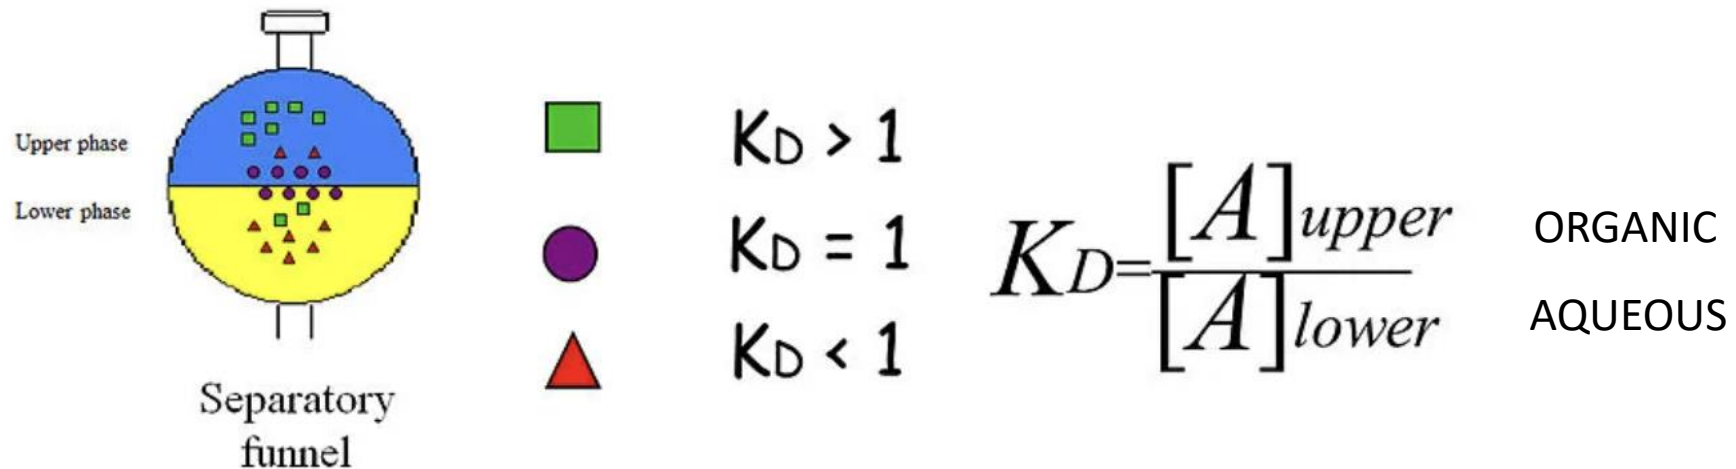 Upper phase
Lower phase
Separatory
funnel
KD > 1
KD = 1
KD < 1
KD=[A]upper
[A]lower
ORGANIC
AQUEOUS